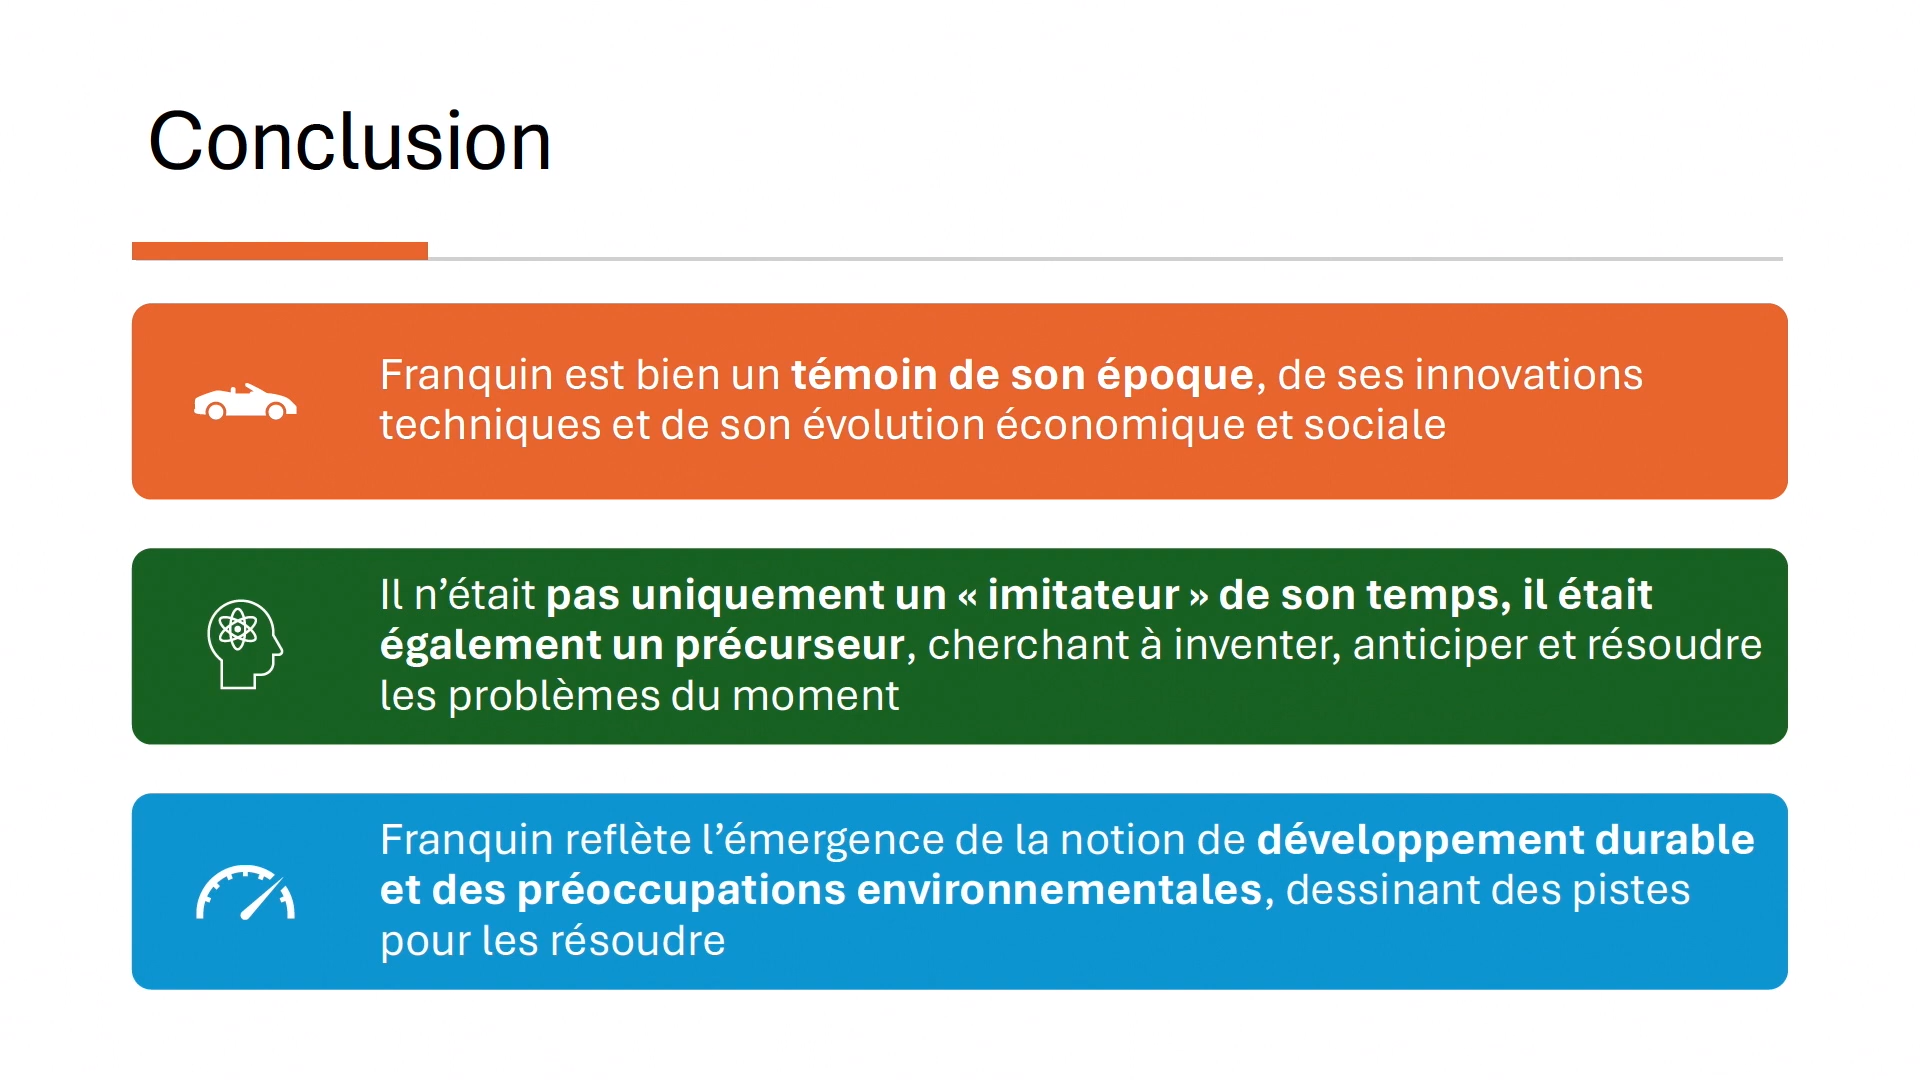 Conclusion
Franquin est bien un témoin de son époque, de ses innovations
techniques et de son évolution économique et sociale
Il n’était pas uniquement un « imitateur » de son temps, il était
également un précurseur, cherchant à inventer, anticiper et résoudre
les problèmes du moment
Franquin reflète l’émergence de la notion de développement durable
et des préoccupations environnementales, dessinant des pistes
pour les résoudre